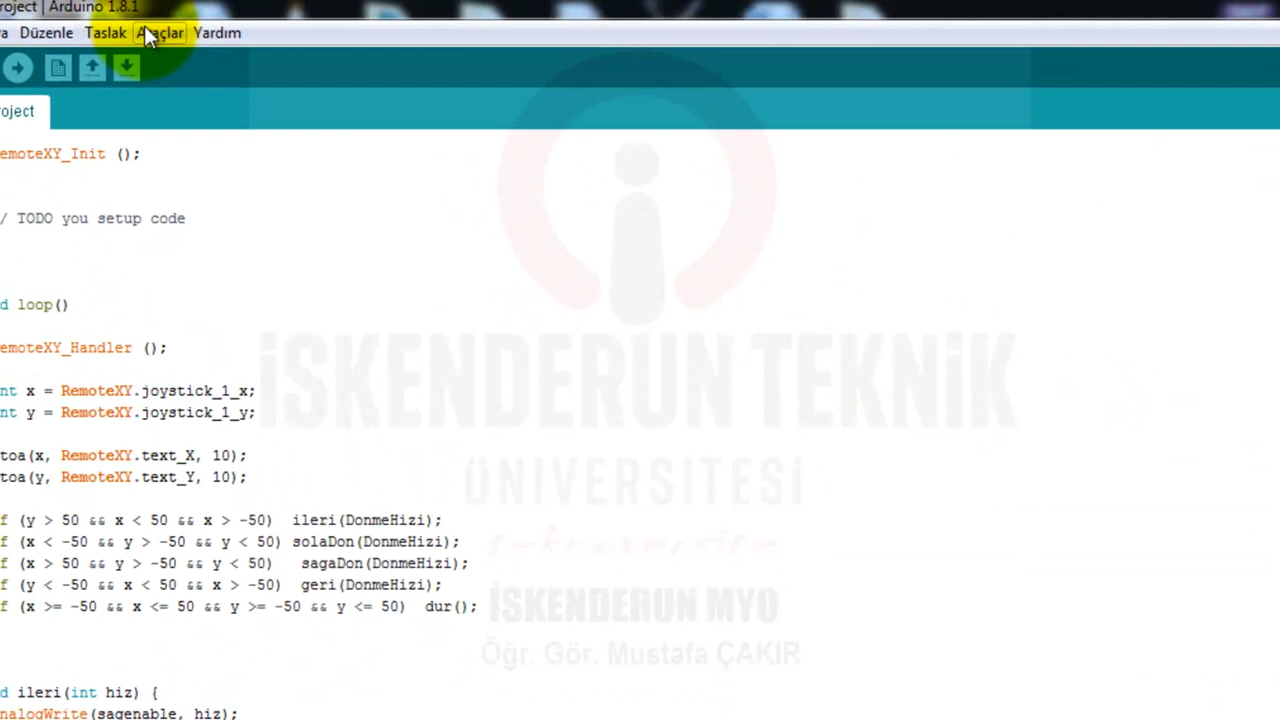 roject | Arduino 1.8.1
a Düzenle Taslak Araçlar Yardım
roject
emoteXY_Init ();
/ TODO you setup code
d loop()
emoteXY_Handler ();
nt x = RemoteXY.joystick_1_x;
nt y = RemoteXY.joystick_1_y;
toa(x, RemoteXY.text_X, 10);
toa(y, RemoteXY.text_Y, 10);
f (y > 50 && x < 50 && x > -50) ileri(DonmeHizi);
f (x < -50 && y > -50 && y < 50) solaDon(DonmeHizi);
f (x > 50 && y > -50 && y < 50) sagaDon(DonmeHizi);
f (y < -50 && x < 50 && x > -50) geri(DonmeHizi);
f (x >= -50 && x <= 50 && y >= -50 && y <= 50) dur();
d ileri(int hiz) {
nalogWrite(sagenable, hiz);
İSKENDERUN TEKNİK
ÜNİVERSİTESİ
teknoversite
İSKENDERUN MYO
Öğr. Gör. Mustafa ÇAKIR